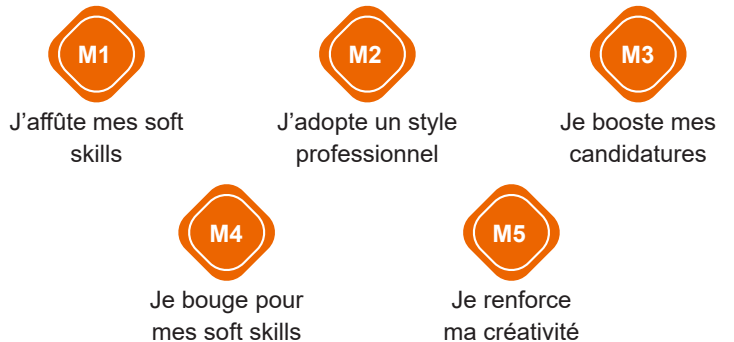 M1
J’affûte mes soft
skills
M2
J’adopte un style
professionnel
M3
Je booste mes
candidatures
M4
Je bouge pour
mes soft skills
M5
Je renforce
ma créativité